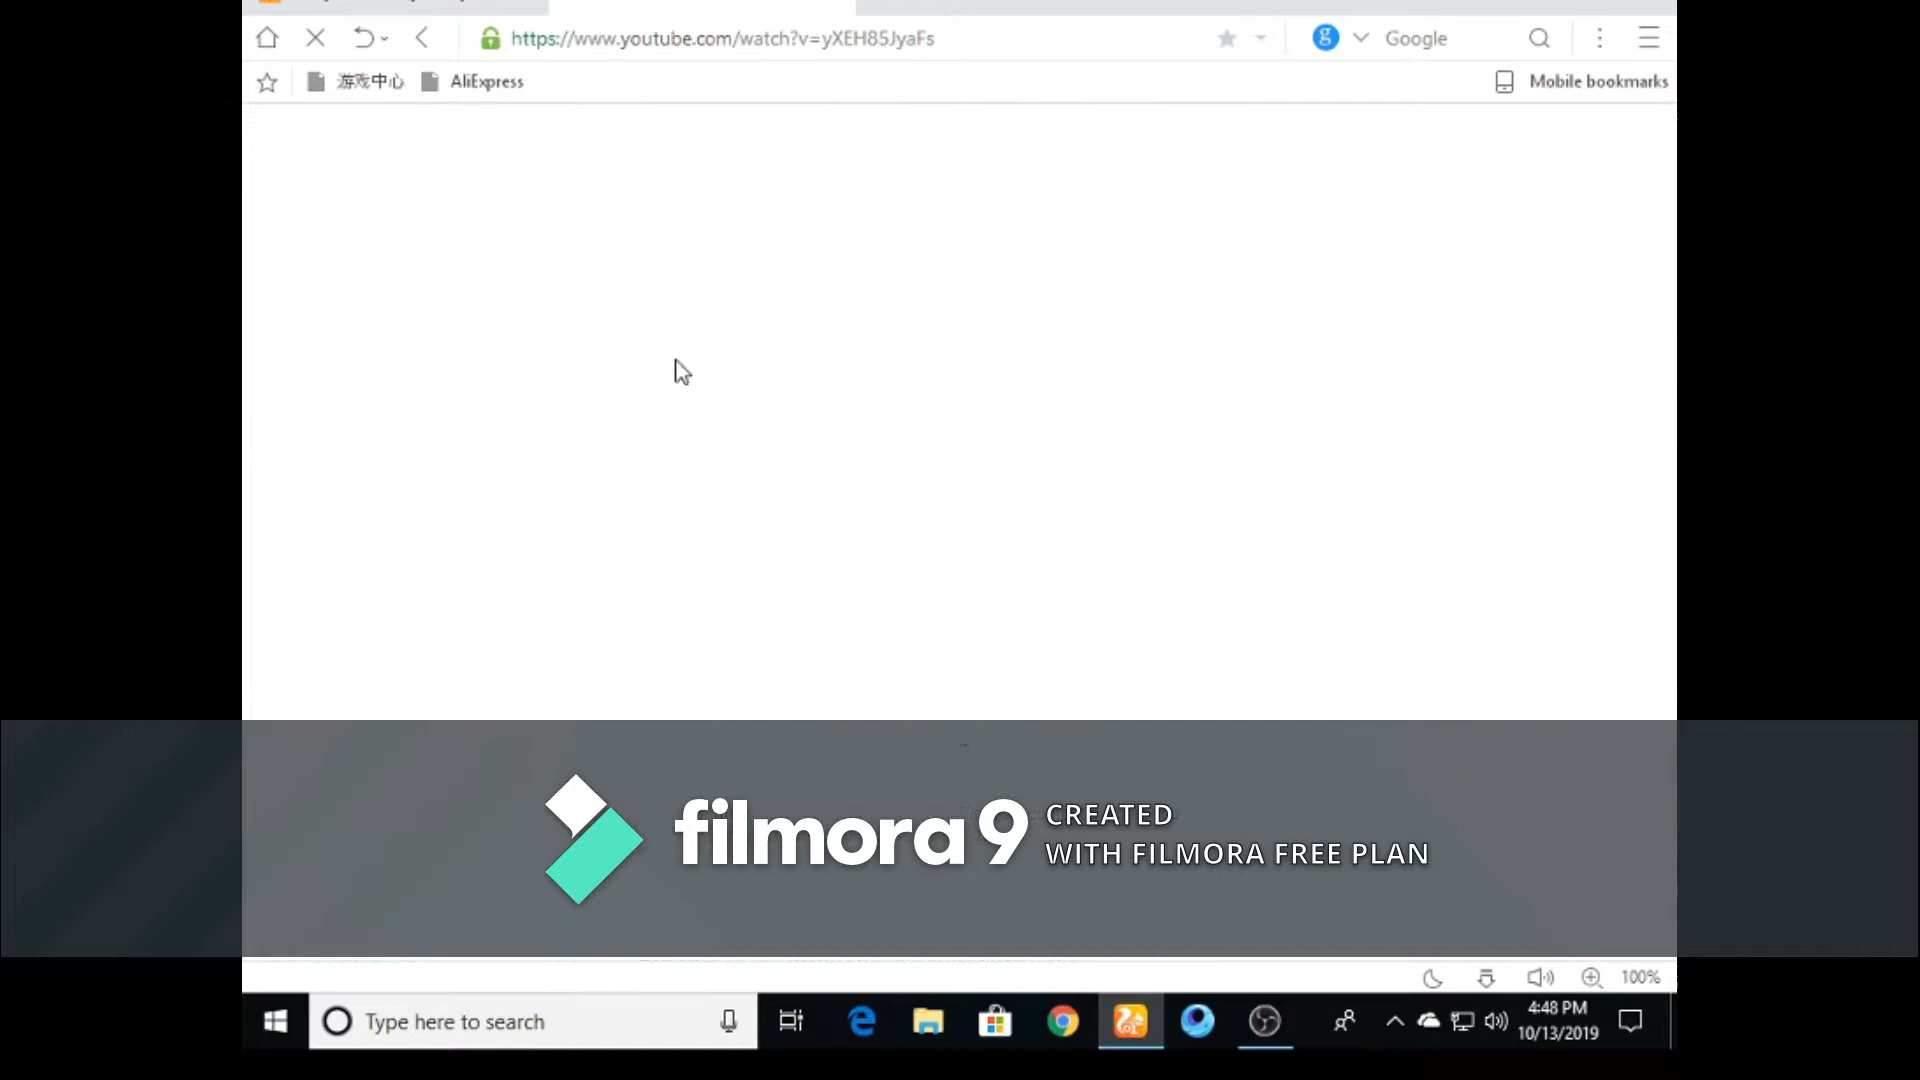 https://www.youtube.com/watch?v=yXEH85JyaFs
Google
游戏中心
AliExpress
Mobile bookmarks
filmora9
CREATED
WITH FILMORA FREE PLAN
100%
Type here to search
4:48 PM
10/13/2019